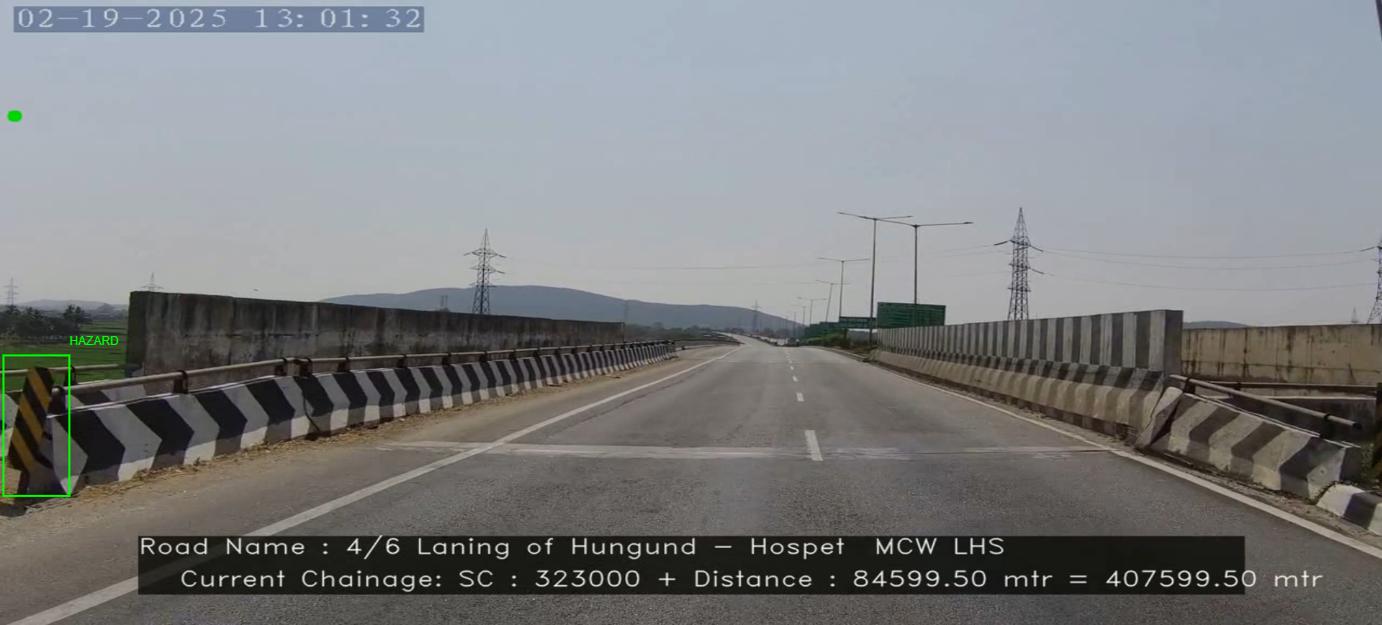 02-19-2025 13:01:32
HAZARD
Road Name : 4/6 Laning of Hungund - Hospet MCW LHS
Current Chainage: SC : 323000 + Distance : 84599.50 mtr = 407599.50 mtr